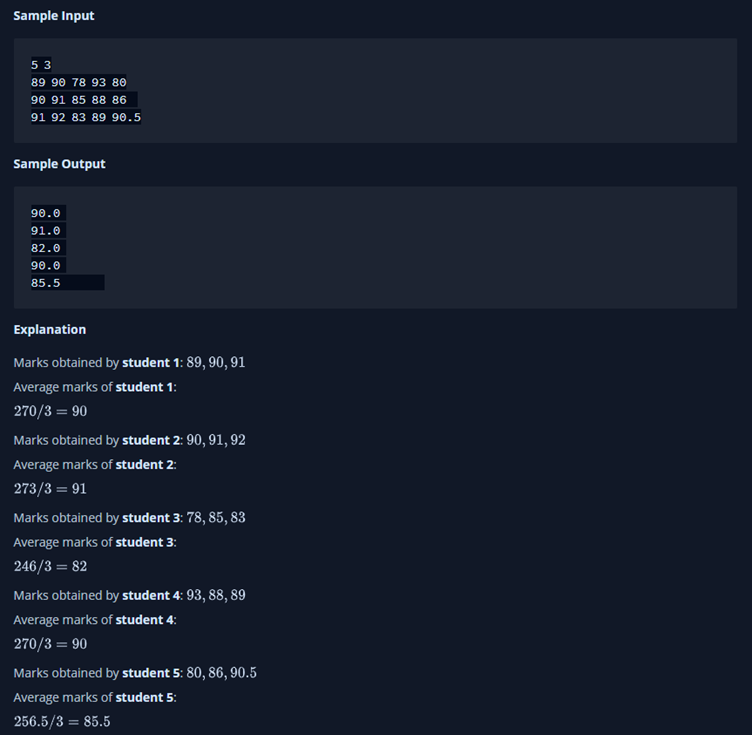 Sample Input
5 3
89 90 78 93 80
90 91 85 88 86
91 92 83 89 90.5
Sample Output
90.0
91.0
82.0
90.0
85.5
Explanation
Marks obtained by student 1: 89, 90, 91
Average marks of student 1:
270/3 = 90
Marks obtained by student 2: 90, 91, 92
Average marks of student 2:
273/3 = 91
Marks obtained by student 3: 78, 85, 83
Average marks of student 3:
246/3 = 82
Marks obtained by student 4: 93, 88, 89
Average marks of student 4:
270/3 = 90
Marks obtained by student 5: 80, 86, 90.5
Average marks of student 5:
256.5/3 = 85.5